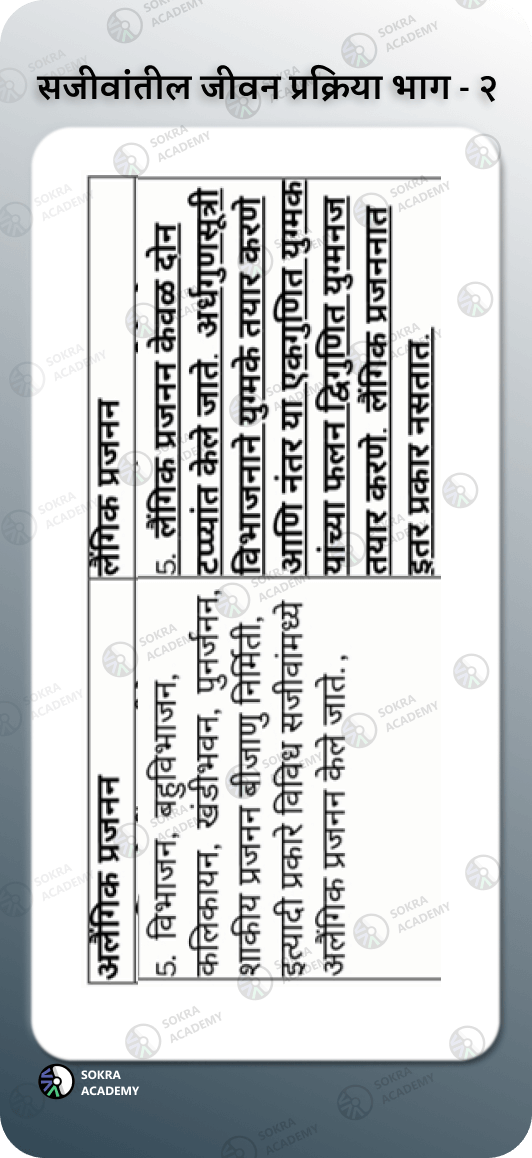 सजीवांतील जीवन प्रक्रिया भाग - २
अलैंगिक प्रजनन
लैंगिक प्रजनन
5. विभाजन, बहुविभाजन,
कलिकायन, खंडीभवन, पुनर्जनन,
शाकीय प्रजनन बीजाणु निर्मिती,
इत्यादी प्रकारे विविध सजीवांमध्ये
अलैंगिक प्रजनन केले जाते.,
5. लैंगिक प्रजनन केवळ दोन
टप्प्यांत केले जाते. अर्धगुणसूत्री
विभाजनाने युग्मके तयार करणे
आणि नंतर या एकगुणित युग्मक
यांच्या फलन द्विगुणित युग्मनज
तयार करणे. लैंगिक प्रजननात
इतर प्रकार नसतात.
SOKRA
ACADEMY